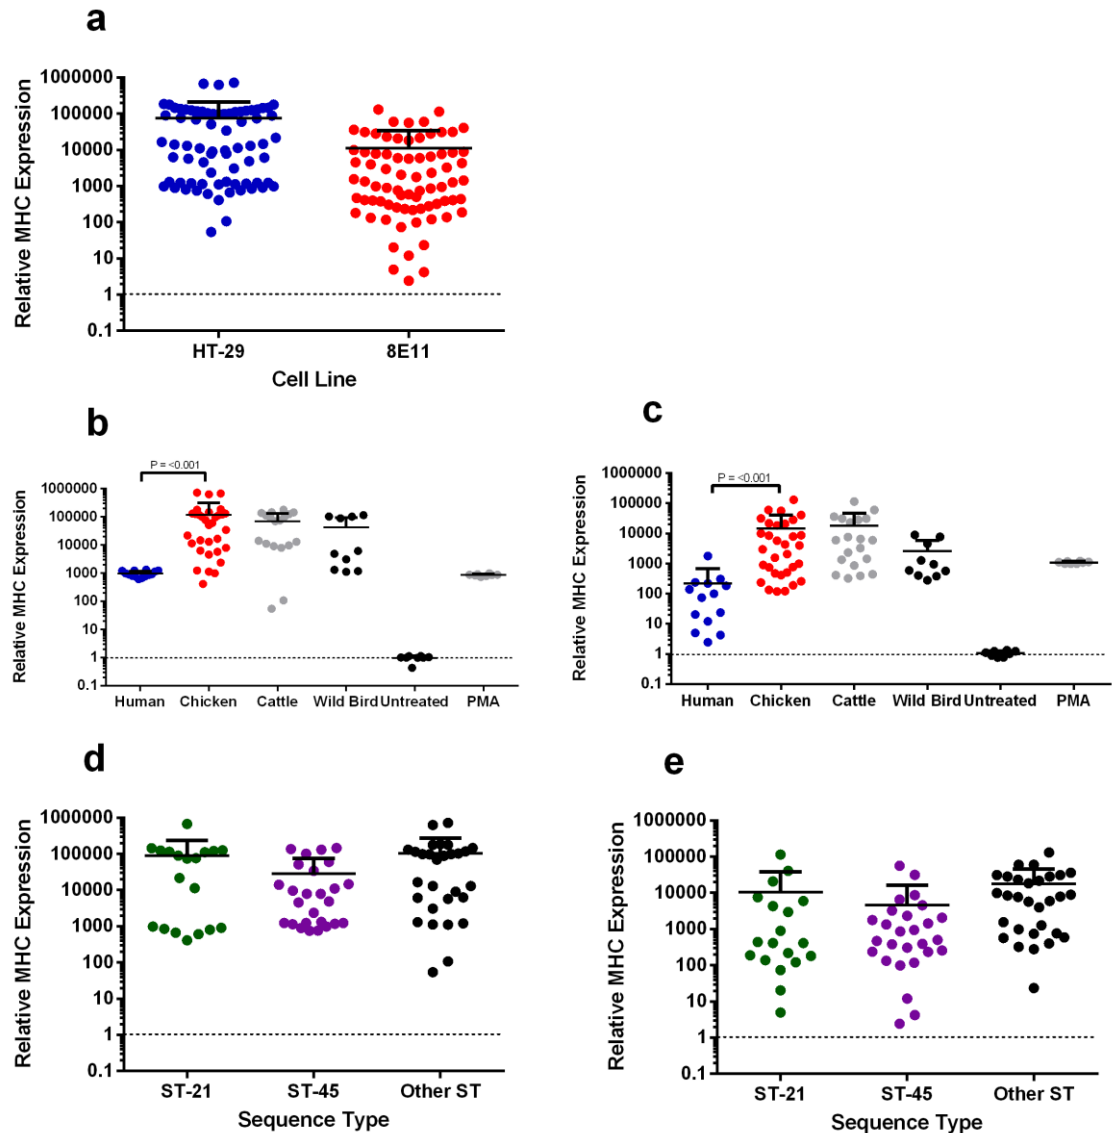 a
Relative MHC Expression
1000000
100000
10000
1000
100
10
1
0.1
HT-29
8E11
Cell Line
b
Relative MHC Expression
P = <0.001
1000000
100000
10000
1000
100
10
1
0.1
Human
Chicken
Cattle
Wild Bird
Untreated
PMA
c
Relative MHC Expression
P = <0.001
1000000
100000
10000
1000
100
10
1
0.1
Human
Chicken
Cattle
Wild Bird
Untreated
PMA
d
Relative MHC Expression
1000000
100000
10000
1000
100
10
1
0.1
ST-21
ST-45
Other ST
Sequence Type
e
Relative MHC Expression
1000000
100000
10000
1000
100
10
1
0.1
ST-21
ST-45
Other ST
Sequence Type